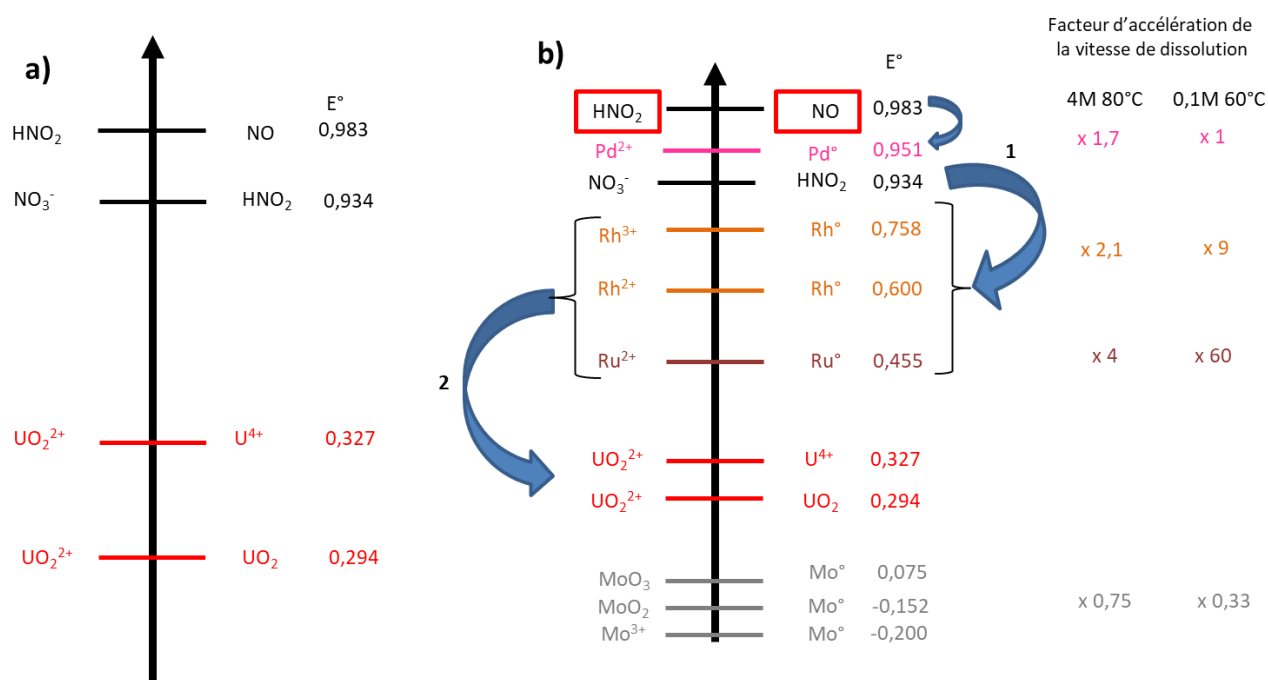 a)
E°
HNO₂ NO 0,983
NO₃⁻ HNO₂ 0,934
UO₂²⁺ U⁴⁺ 0,327
UO₂²⁺ UO₂ 0,294
b)
Facteur d'accélération de
la vitesse de dissolution
E°
4M 80°C 0,1M 60°C
HNO₂ NO 0,983
Pd²⁺ Pd° 0,951 x 1,7 x 1
1
NO₃⁻ HNO₂ 0,934
Rh³⁺ Rh° 0,758
x 2,1 x 9
Rh²⁺ Rh° 0,600
Ru²⁺ Ru° 0,455 x 4 x 60
2
UO₂²⁺ U⁴⁺ 0,327
UO₂²⁺ UO₂ 0,294
MoO₃ Mo° 0,075
MoO₂ Mo° -0,152 x 0,75 x 0,33
Mo³⁺ Mo° -0,200